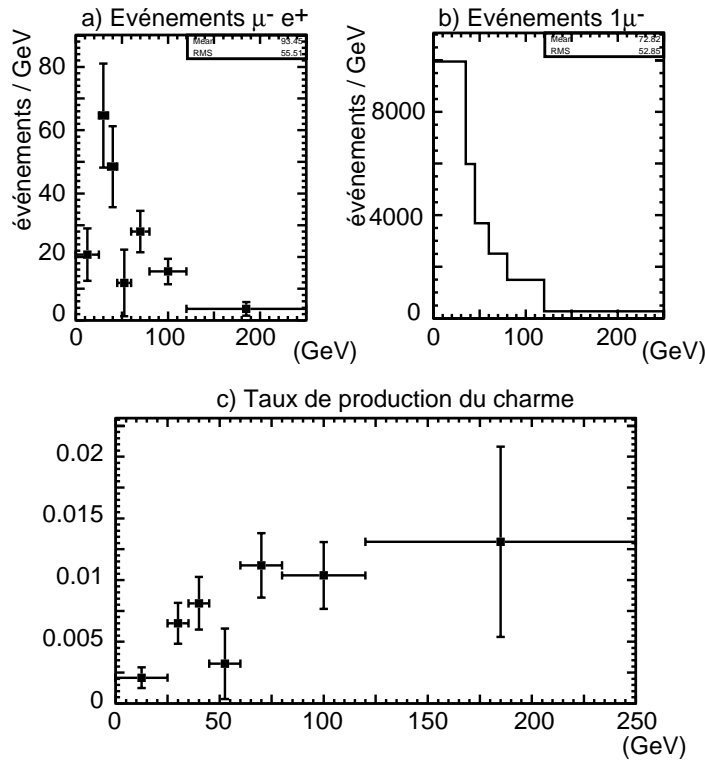 a) Evénements μ- e+
b) Evénements 1μ-
Mean 93.45
RMS 55.51
Mean 72.82
RMS 52.85
événements / GeV
80
60
40
20
0
0 100 200
(GeV)
événements / GeV
8000
4000
0
0 100 200
(GeV)
c) Taux de production du charme
0.02
0.015
0.01
0.005
0
0 50 100 150 200 250
(GeV)